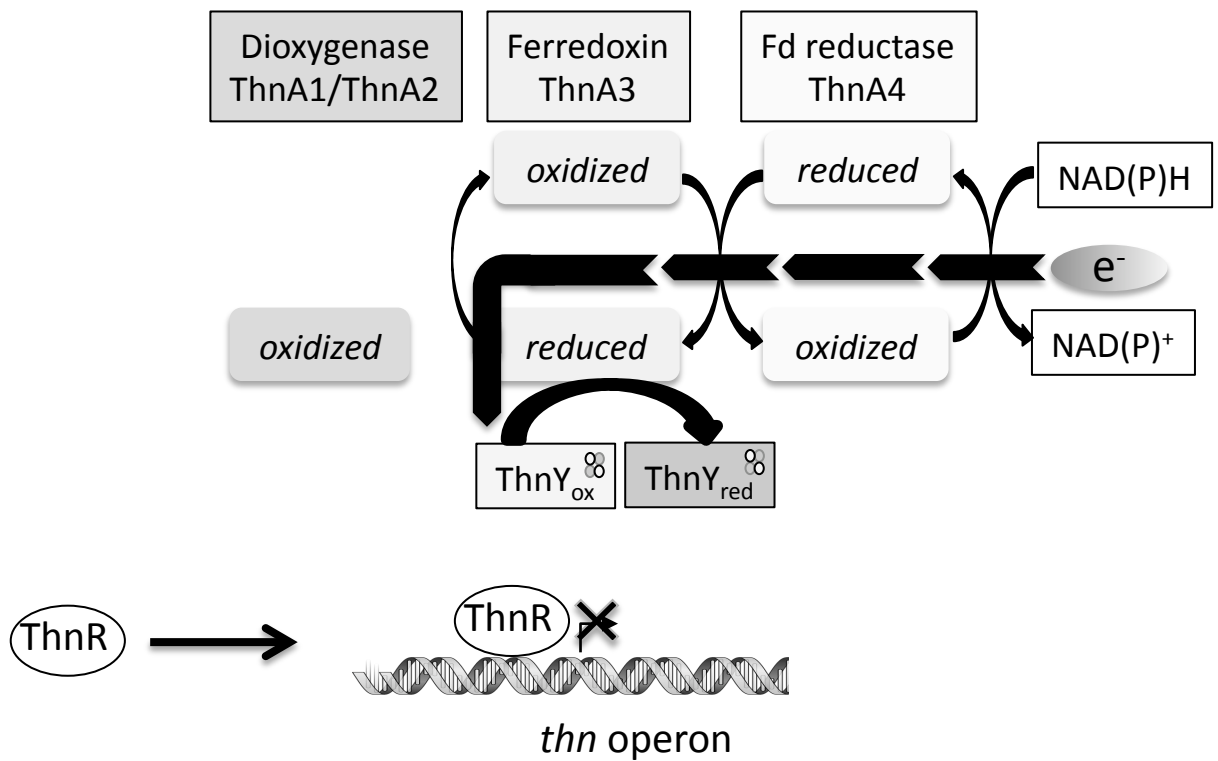 Dioxygenase
ThnA1/ThnA2
Ferredoxin
ThnA3
Fd reductase
ThnA4
oxidized
reduced
NAD(P)H
e⁻
oxidized
reduced
oxidized
NAD(P)⁺
ThnYox
ThnYred
ThnR
ThnR
thn operon